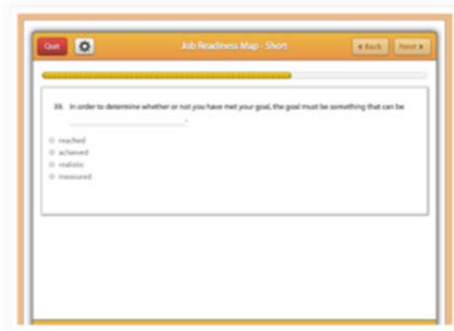 Quit
Job Readiness Map - Short
Back
Next
39. In order to determine whether or not you have met your goal, the goal must be something that can be
____________________.
reached
achieved
realistic
measured